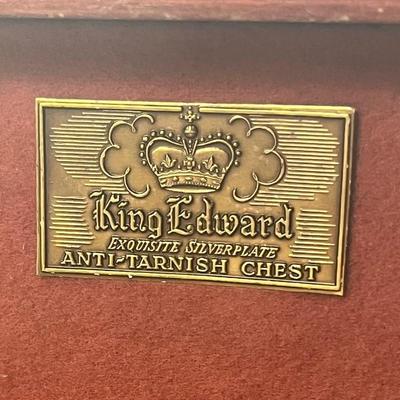 King Edward
EXQUISITE SILVERPLATE
ANTI-TARNISH CHEST